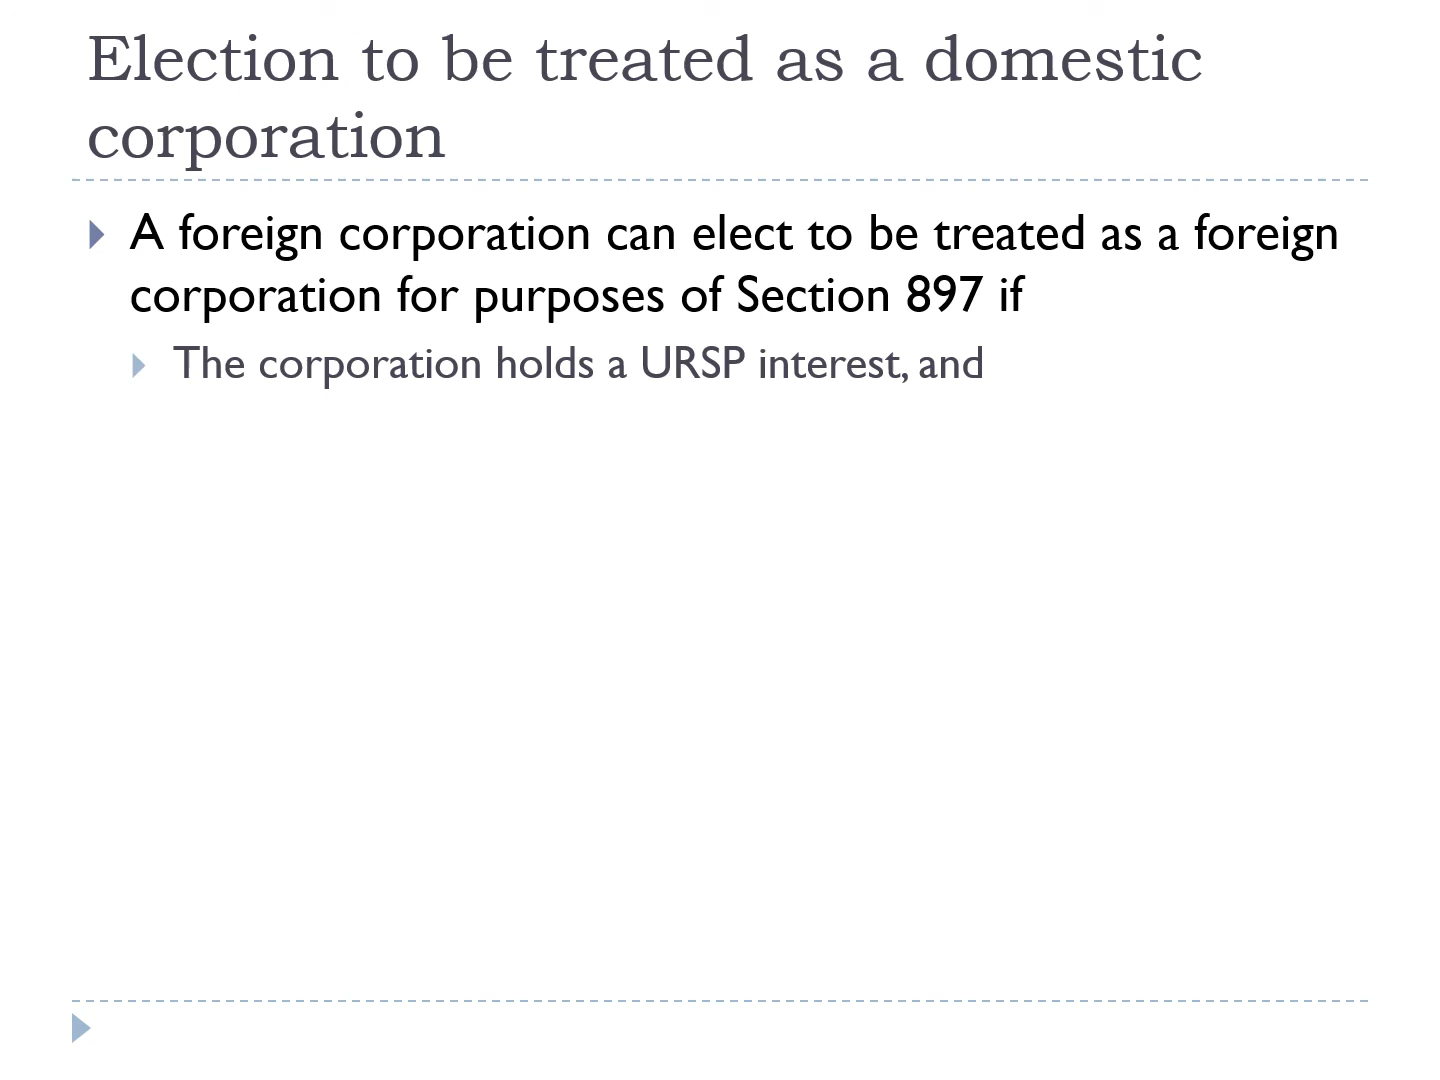 Election to be treated as a domestic
corporation
A foreign corporation can elect to be treated as a foreign
corporation for purposes of Section 897 if
The corporation holds a URSP interest, and